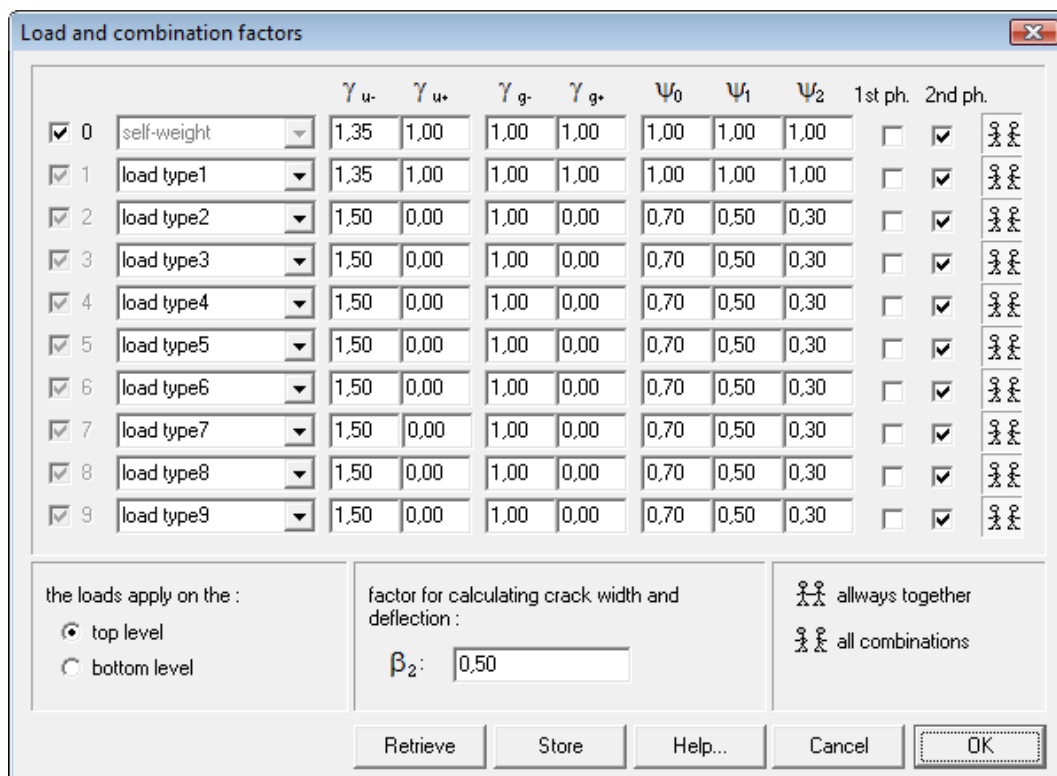 Load and combination factors
γ u- γ u+ γ g- γ g+ Ψ0 Ψ1 Ψ2 1st ph. 2nd ph.
0 self-weight 1,35 1,00 1,00 1,00 1,00 1,00 1,00
1 load type1 1,35 1,00 1,00 1,00 1,00 1,00 1,00
2 load type2 1,50 0,00 1,00 0,00 0,70 0,50 0,30
3 load type3 1,50 0,00 1,00 0,00 0,70 0,50 0,30
4 load type4 1,50 0,00 1,00 0,00 0,70 0,50 0,30
5 load type5 1,50 0,00 1,00 0,00 0,70 0,50 0,30
6 load type6 1,50 0,00 1,00 0,00 0,70 0,50 0,30
7 load type7 1,50 0,00 1,00 0,00 0,70 0,50 0,30
8 load type8 1,50 0,00 1,00 0,00 0,70 0,50 0,30
9 load type9 1,50 0,00 1,00 0,00 0,70 0,50 0,30
the loads apply on the :
top level
bottom level
factor for calculating crack width and
deflection :
β2: 0,50
allways together
all combinations
Retrieve Store Help... Cancel OK